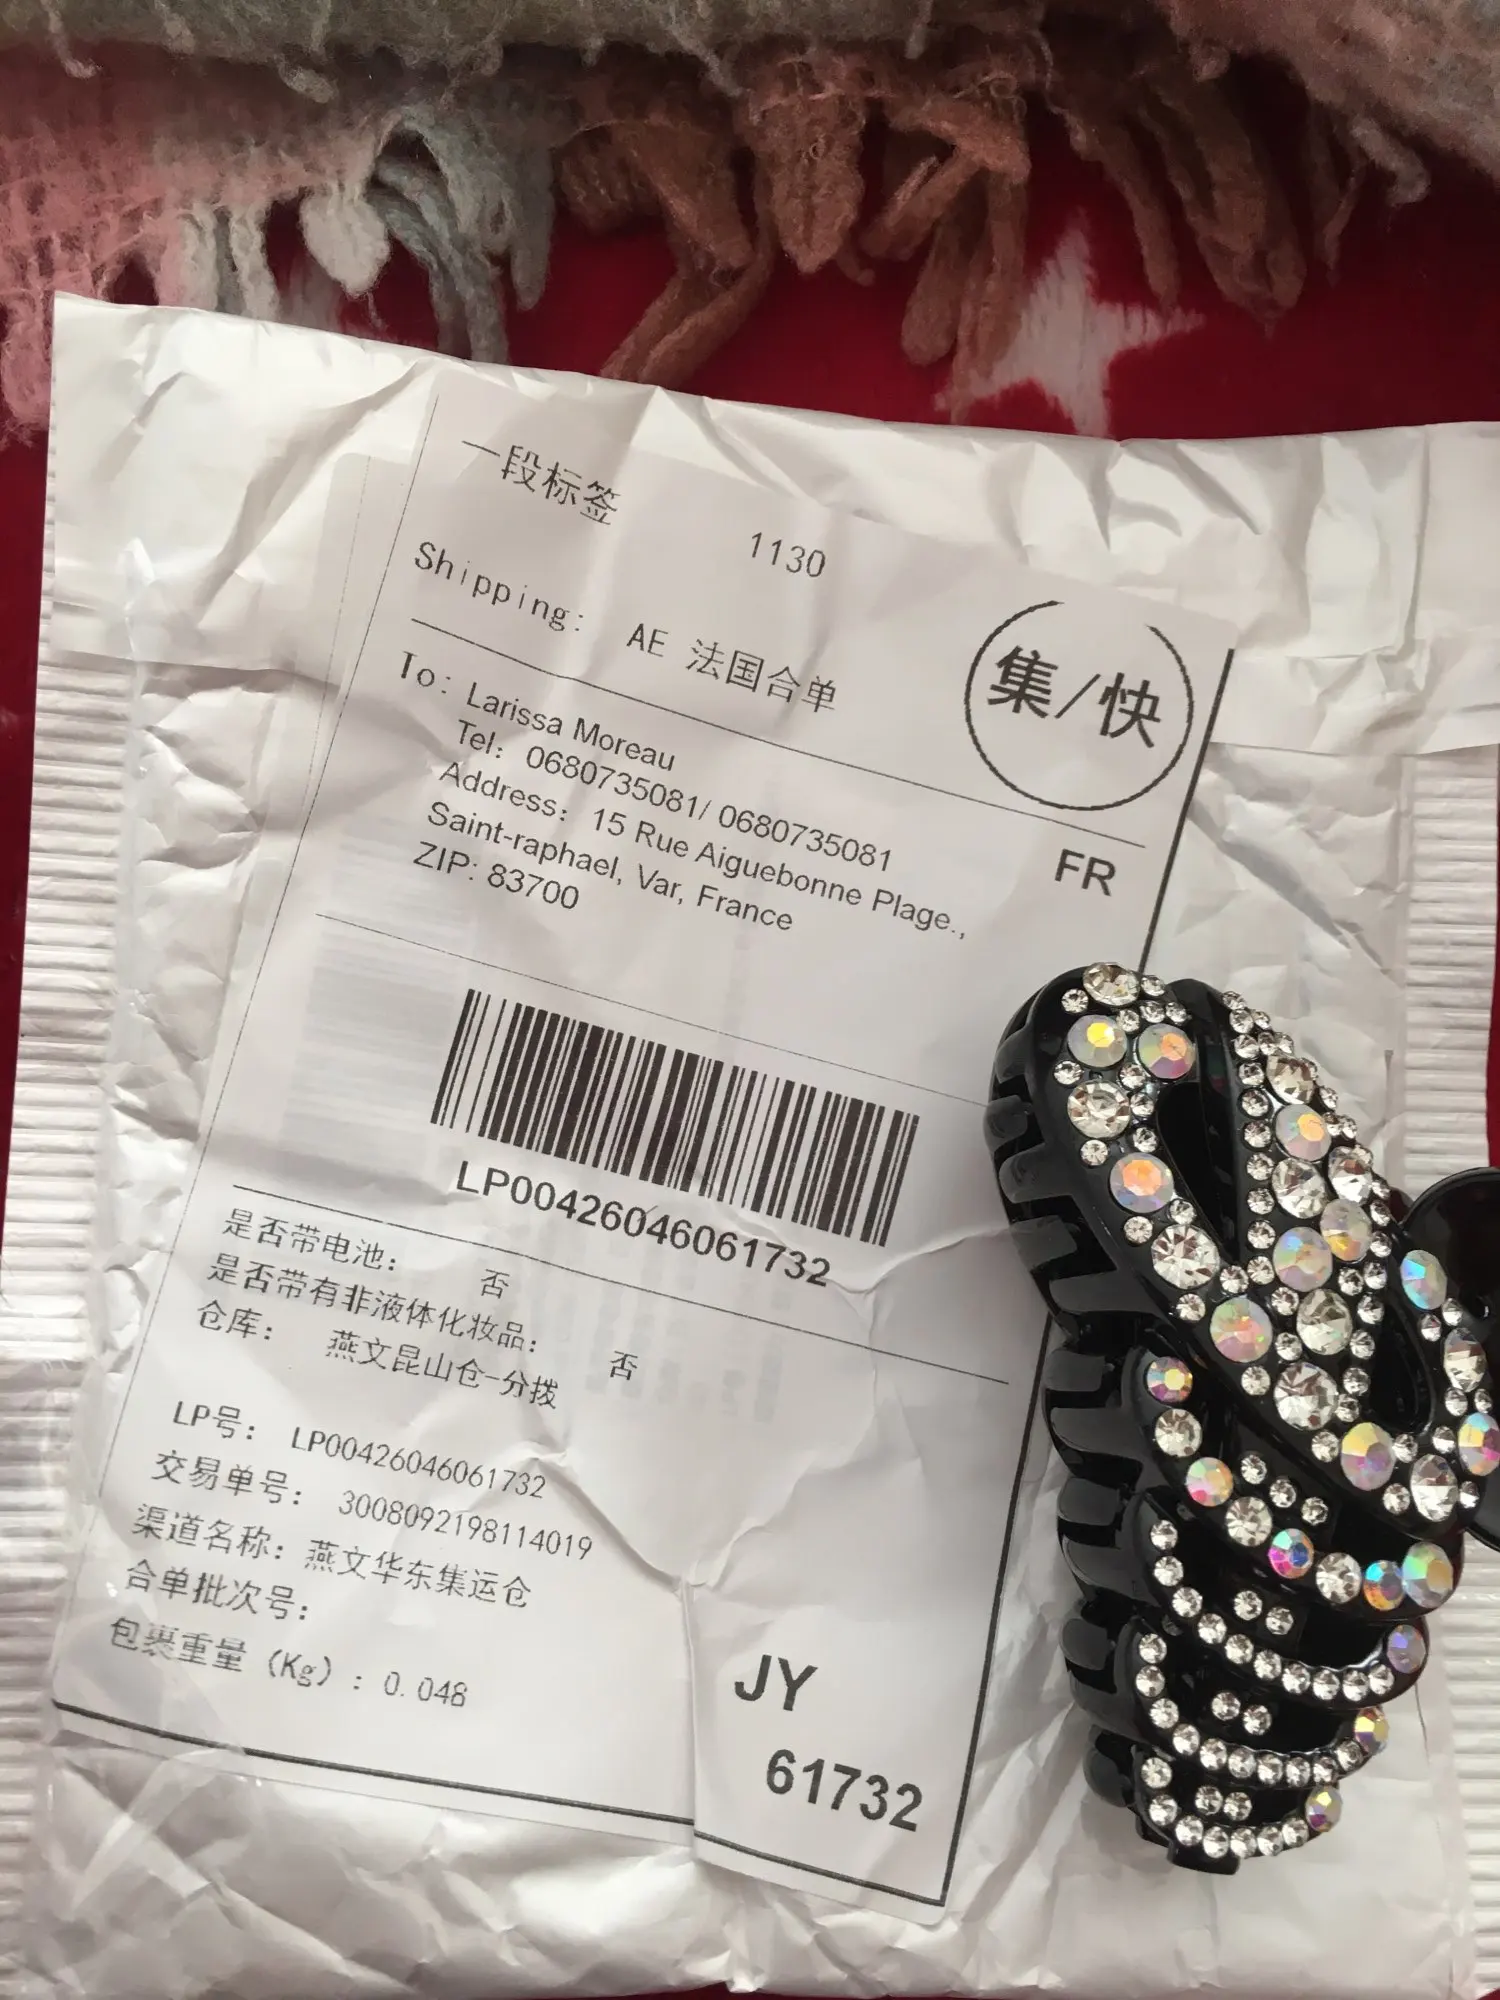 一段标签
1130
Shipping: AE 法国合单
集/快
To: Larissa Moreau
Tel: 0680735081/ 0680735081
Address: 15 Rue Aiguebonne Plage.,
Saint-raphael, Var, France
ZIP: 83700
FR
LP00426046061732
是否带电池: 否
是否带有非液体化妆品: 否
仓库: 燕文昆山仓-分拨
LP号: LP00426046061732
交易单号: 3008092198114019
渠道名称: 燕文华东集运仓
合单批次号:
包裹重量 (Kg) : 0.048
JY
61732